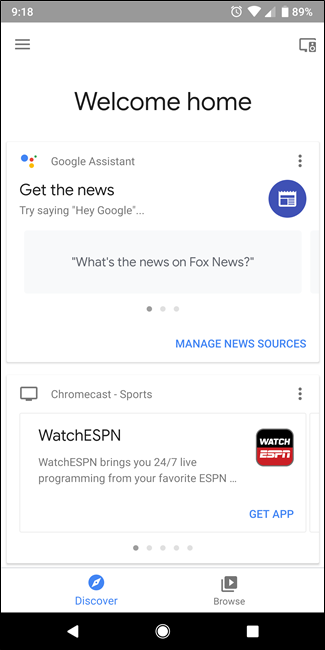 9:18
89%
Welcome home
Google Assistant
Get the news
Try saying "Hey Google"...
"What's the news on Fox News?"
MANAGE NEWS SOURCES
Chromecast - Sports
WatchESPN
WatchESPN brings you 24/7 live
programming from your favorite ESPN ...
WATCH
ESPN
GET APP
Discover
Browse